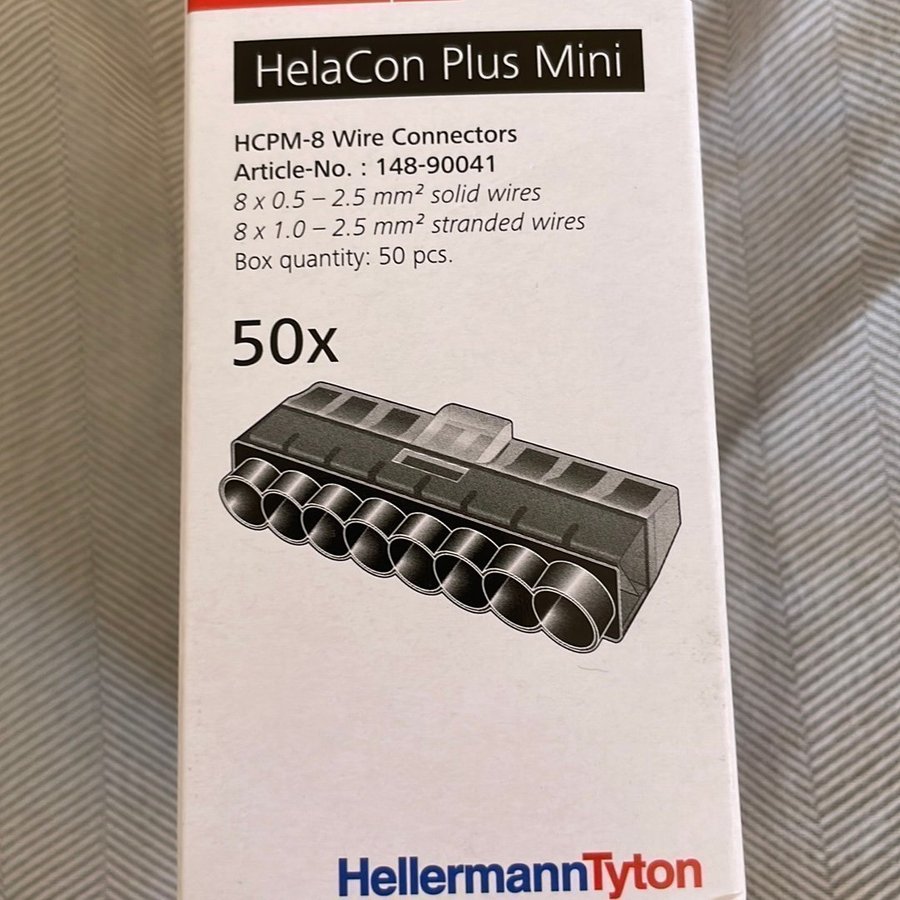 HelaCon Plus Mini
HCPM-8 Wire Connectors
Article-No. : 148-90041
8 x 0.5 – 2.5 mm² solid wires
8 x 1.0 – 2.5 mm² stranded wires
Box quantity: 50 pcs.
50x
HellermannTyton